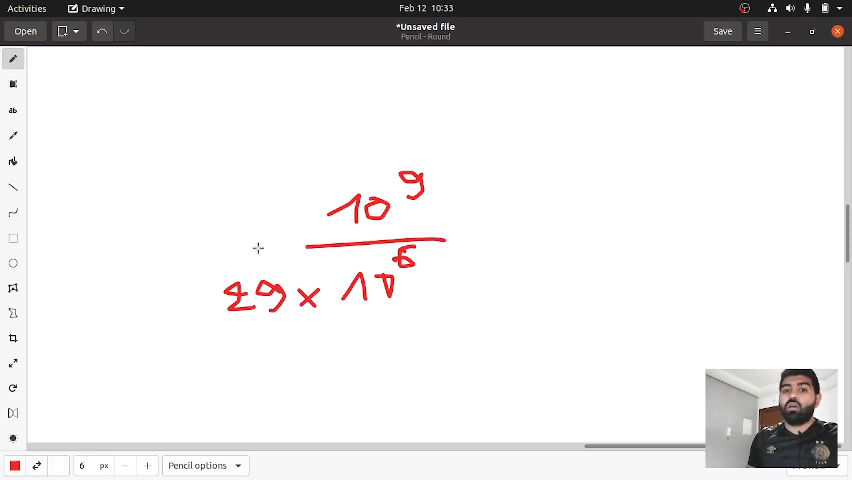 Activities Drawing Feb 12 10:33
Open *Unsaved file Save
Pencil - Round
10^9
29 × 10^6
6 px Pencil options